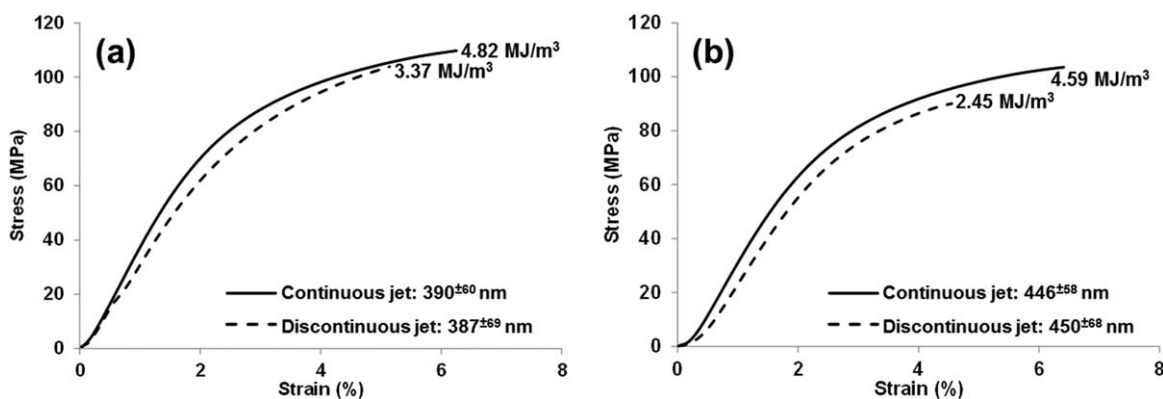 (a)
120
100
80
60
40
20
0
Stress (MPa)
4.82 MJ/m³
3.37 MJ/m³
Continuous jet: 390±60 nm
Discontinuous jet: 387±69 nm
0 2 4 6 8
Strain (%)
(b)
120
100
80
60
40
20
0
Stress (MPa)
4.59 MJ/m³
2.45 MJ/m³
Continuous jet: 446±58 nm
Discontinuous jet: 450±68 nm
0 2 4 6 8
Strain (%)